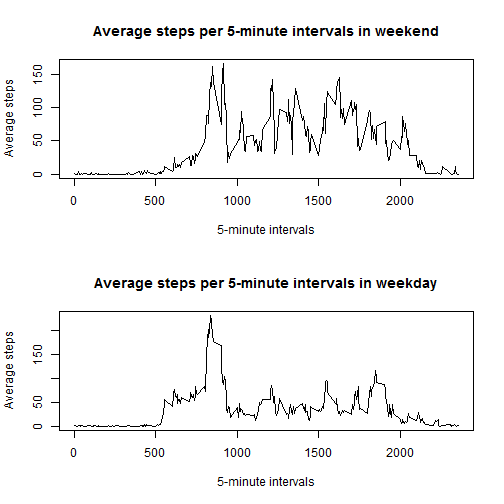 Average steps per 5-minute intervals in weekend
Average steps
0 50 100 150
0 500 1000 1500 2000
5-minute intervals
Average steps per 5-minute intervals in weekday
Average steps
0 50 150
0 500 1000 1500 2000
5-minute intervals